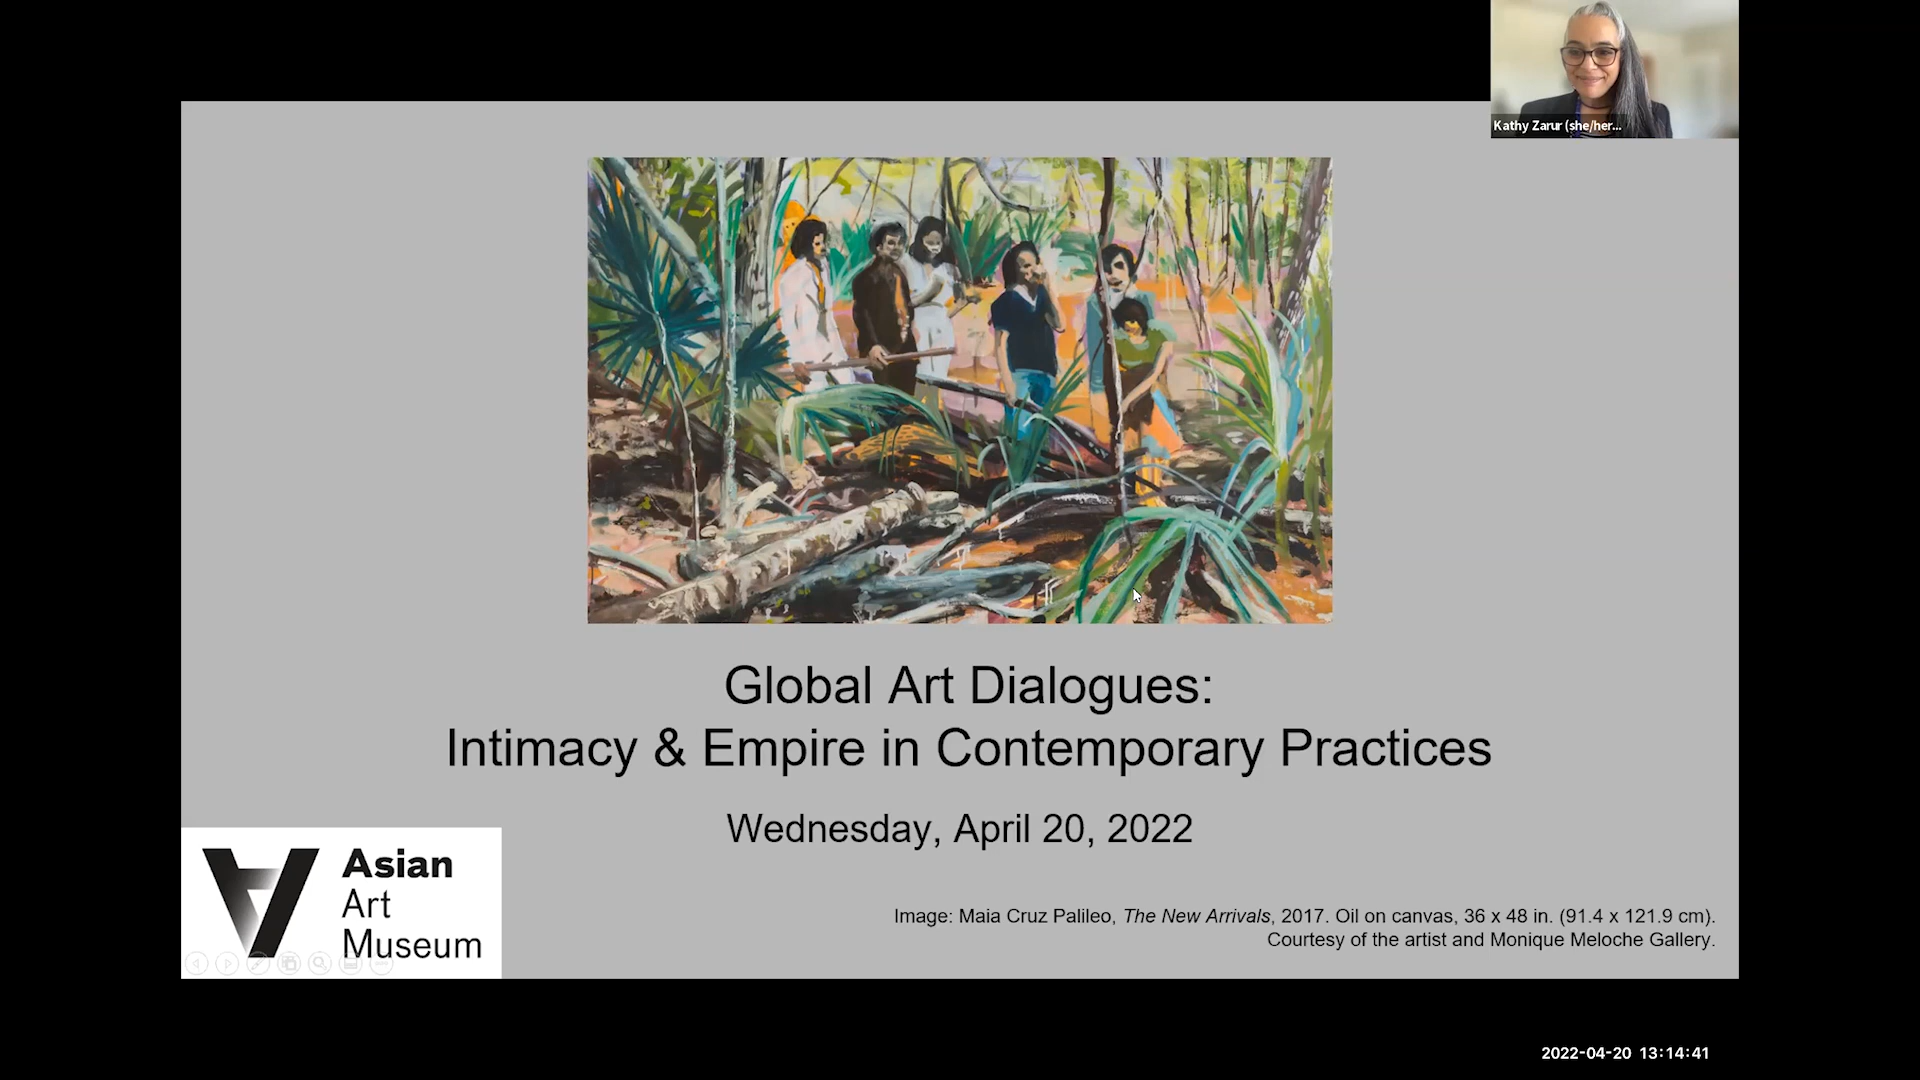 Kathy Zarur (she/her...
Global Art Dialogues:
Intimacy & Empire in Contemporary Practices
Wednesday, April 20, 2022
Asian
Art
Museum
Image: Maia Cruz Palileo, The New Arrivals, 2017. Oil on canvas, 36 x 48 in. (91.4 x 121.9 cm).
Courtesy of the artist and Monique Meloche Gallery.
2022-04-20 13:14:41